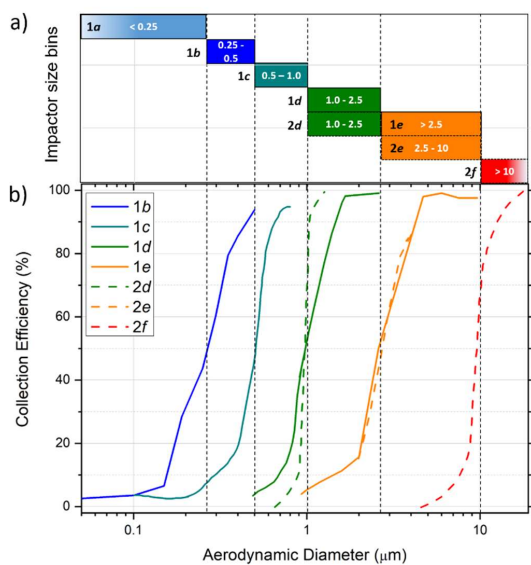 a)
Impactor size bins
1a < 0.25
1b 0.25 -
0.5
1c 0.5 – 1.0
1d 1.0 - 2.5
2d 1.0 - 2.5
1e > 2.5
2e 2.5 - 10
2f > 10
b)
Collection Efficiency (%)
100
80
60
40
20
0
1b
1c
1d
1e
2d
2e
2f
0.1
1
10
Aerodynamic Diameter (μm)